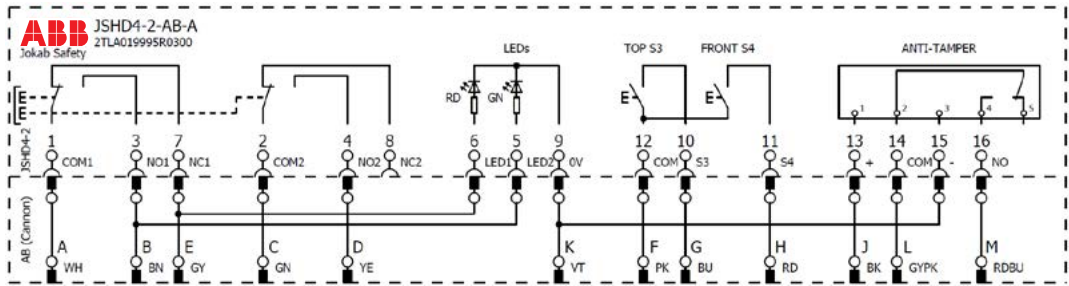 ABB JSHD4-2-AB-A
2TLA019995R0300
Jokab Safety
LEDs TOP S3 FRONT S4 ANTI-TAMPER
RD GN
E E E E
1 2 3 4 5
JSHD4-2
1 3 7 2 4 8 6 5 9 12 10 11 13 14 15 16
COM1 NO1 NC1 COM2 NO2 NC2 LED1 LED2 0V COM S3 S4 + COM - NO
AB (Cannon)
A B E C D K F G H J L M
WH BN GY GN YE VT PK BU RD BK GYPK RDBU